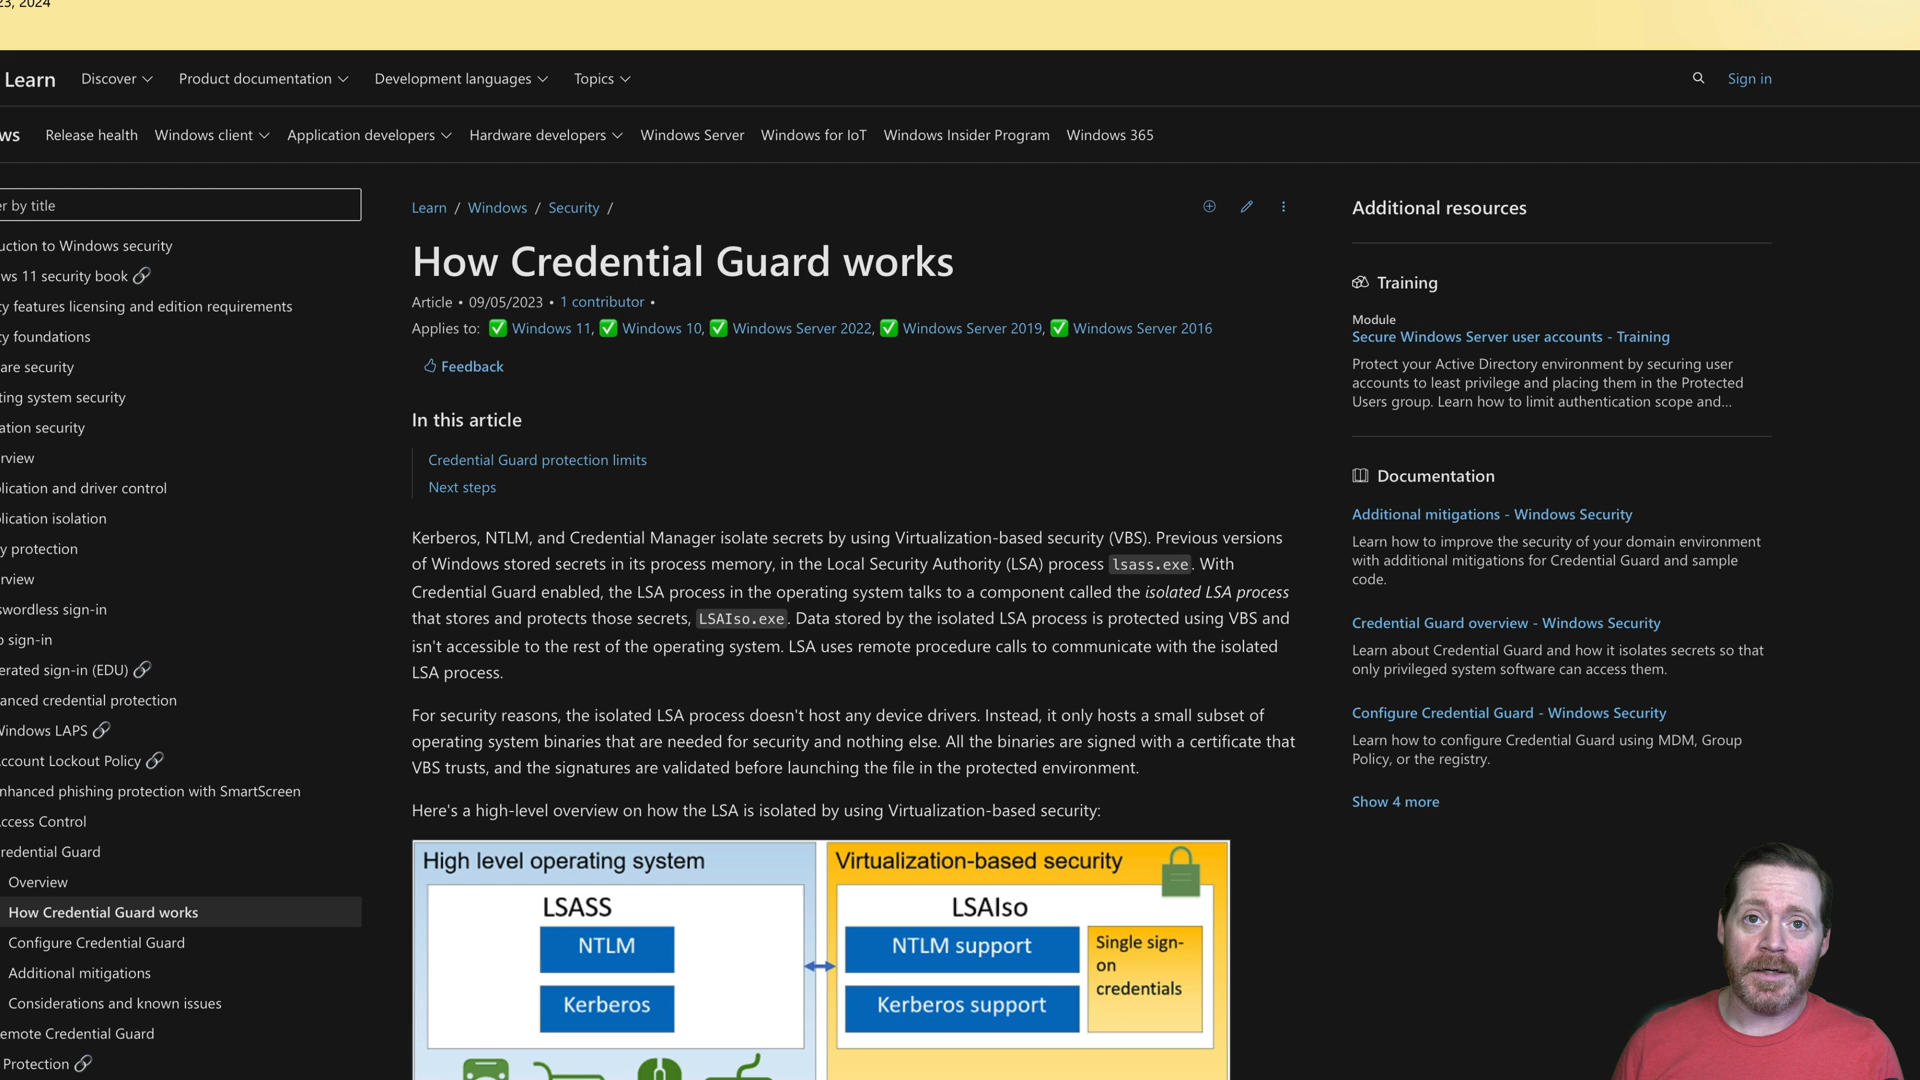 23, 2024
Learn Discover Product documentation Development languages Topics Sign in
ws Release health Windows client Application developers Hardware developers Windows Server Windows for IoT Windows Insider Program Windows 365
er by title
uction to Windows security
ws 11 security book
ty features licensing and edition requirements
ty foundations
are security
ting system security
ation security
rview
lication and driver control
lication isolation
y protection
rview
swordless sign-in
o sign-in
erated sign-in (EDU)
anced credential protection
Windows LAPS
ccount Lockout Policy
nhanced phishing protection with SmartScreen
ccess Control
redential Guard
Overview
How Credential Guard works
Configure Credential Guard
Additional mitigations
Considerations and known issues
emote Credential Guard
Protection
Learn / Windows / Security /
How Credential Guard works
Article • 09/05/2023 • 1 contributor •
Applies to: ✅ Windows 11, ✅ Windows 10, ✅ Windows Server 2022, ✅ Windows Server 2019, ✅ Windows Server 2016
Feedback
In this article
Credential Guard protection limits
Next steps
Kerberos, NTLM, and Credential Manager isolate secrets by using Virtualization-based security (VBS). Previous versions
of Windows stored secrets in its process memory, in the Local Security Authority (LSA) process lsass.exe. With
Credential Guard enabled, the LSA process in the operating system talks to a component called the isolated LSA process
that stores and protects those secrets, LSAIso.exe. Data stored by the isolated LSA process is protected using VBS and
isn't accessible to the rest of the operating system. LSA uses remote procedure calls to communicate with the isolated
LSA process.
For security reasons, the isolated LSA process doesn't host any device drivers. Instead, it only hosts a small subset of
operating system binaries that are needed for security and nothing else. All the binaries are signed with a certificate that
VBS trusts, and the signatures are validated before launching the file in the protected environment.
Here's a high-level overview on how the LSA is isolated by using Virtualization-based security:
High level operating system
LSASS
NTLM
Kerberos
Virtualization-based security
LSAIso
NTLM support
Kerberos support
Single sign-
on
credentials
Additional resources
Training
Module
Secure Windows Server user accounts - Training
Protect your Active Directory environment by securing user
accounts to least privilege and placing them in the Protected
Users group. Learn how to limit authentication scope and...
Documentation
Additional mitigations - Windows Security
Learn how to improve the security of your domain environment
with additional mitigations for Credential Guard and sample
code.
Credential Guard overview - Windows Security
Learn about Credential Guard and how it isolates secrets so that
only privileged system software can access them.
Configure Credential Guard - Windows Security
Learn how to configure Credential Guard using MDM, Group
Policy, or the registry.
Show 4 more